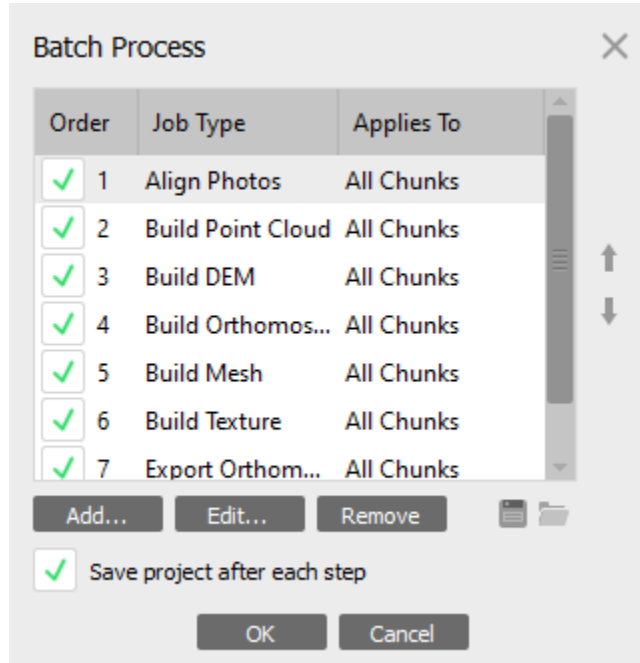 Batch Process
Order Job Type Applies To
1 Align Photos All Chunks
2 Build Point Cloud All Chunks
3 Build DEM All Chunks
4 Build Orthomos... All Chunks
5 Build Mesh All Chunks
6 Build Texture All Chunks
7 Export Orthom... All Chunks
Add... Edit... Remove
Save project after each step
OK Cancel